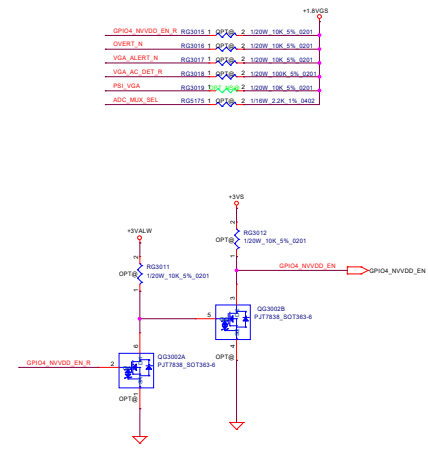 +1.8VGS
GPIO4_NVVDD_EN_R RG3015 1 OPT@ 2 1/20W_10K_5%_0201
OVERT_N RG3016 1 OPT@ 2 1/20W_10K_5%_0201
VGA_ALERT_N RG3017 1 OPT@ 2 1/20W_10K_5%_0201
VGA_AC_DET_R RG3018 1 OPT@ 2 1/20W_100K_5%_0201
PSI_VGA RG3019 1 2 1/20W_10K_5%_0201
ADC_MUX_SEL RG5175 1 OPT@ 2 1/16W_2.2K_1%_0402
+3VS
2
RG3012
OPT@
1/20W_10K_5%_0201
1
+3VALW
2
RG3011
OPT@
1/20W_10K_5%_0201
1
GPIO4_NVVDD_EN
GPIO4_NVVDD_EN
3
QG3002B
5
PJT7838_SOT363-6
4
OPT@
6
QG3002A
GPIO4_NVVDD_EN_R
2
PJT7838_SOT363-6
1
OPT@